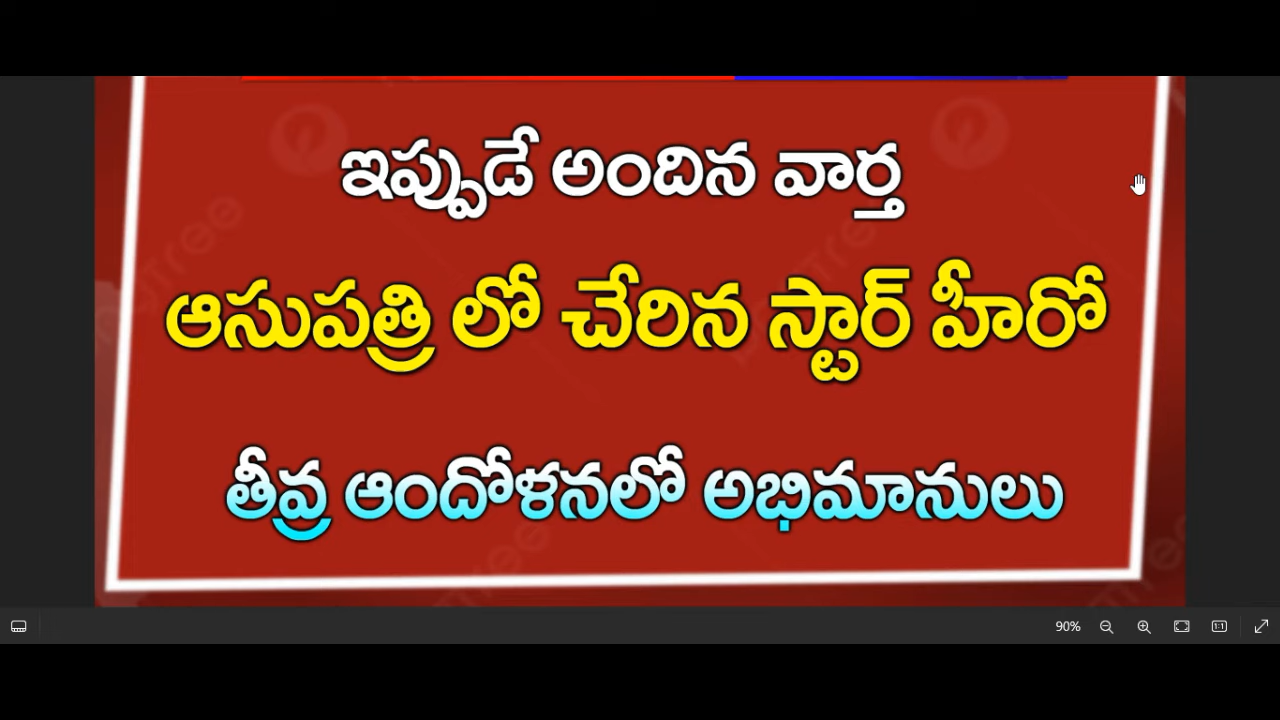 ఇప్పుడే అందిన వార్త
ఆసుపత్రి లో చేరిన స్టార్ హీరో
తీవ్ర ఆందోళనలో అభిమానులు
90%